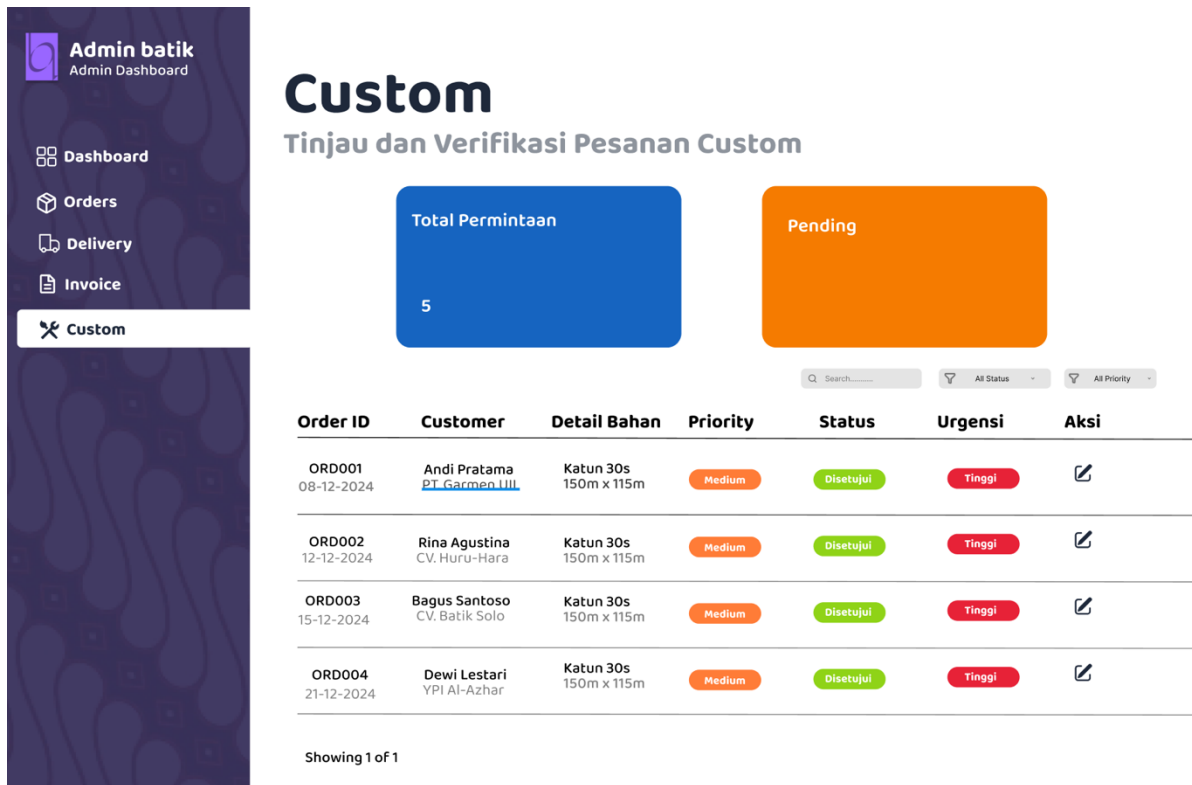 Admin batik
Admin Dashboard
Dashboard
Orders
Delivery
Invoice
Custom
Custom
Tinjau dan Verifikasi Pesanan Custom
Total Permintaan
5
Pending
Search...........
All Status
All Priority
Order ID Customer Detail Bahan Priority Status Urgensi Aksi
ORD001 Andi Pratama Katun 30s
08-12-2024 PT. Garmen UII 150m x 115m Medium Disetujui Tinggi
ORD002 Rina Agustina Katun 30s
12-12-2024 CV. Huru-Hara 150m x 115m Medium Disetujui Tinggi
ORD003 Bagus Santoso Katun 30s
15-12-2024 CV. Batik Solo 150m x 115m Medium Disetujui Tinggi
ORD004 Dewi Lestari Katun 30s
21-12-2024 YPI Al-Azhar 150m x 115m Medium Disetujui Tinggi
Showing 1 of 1